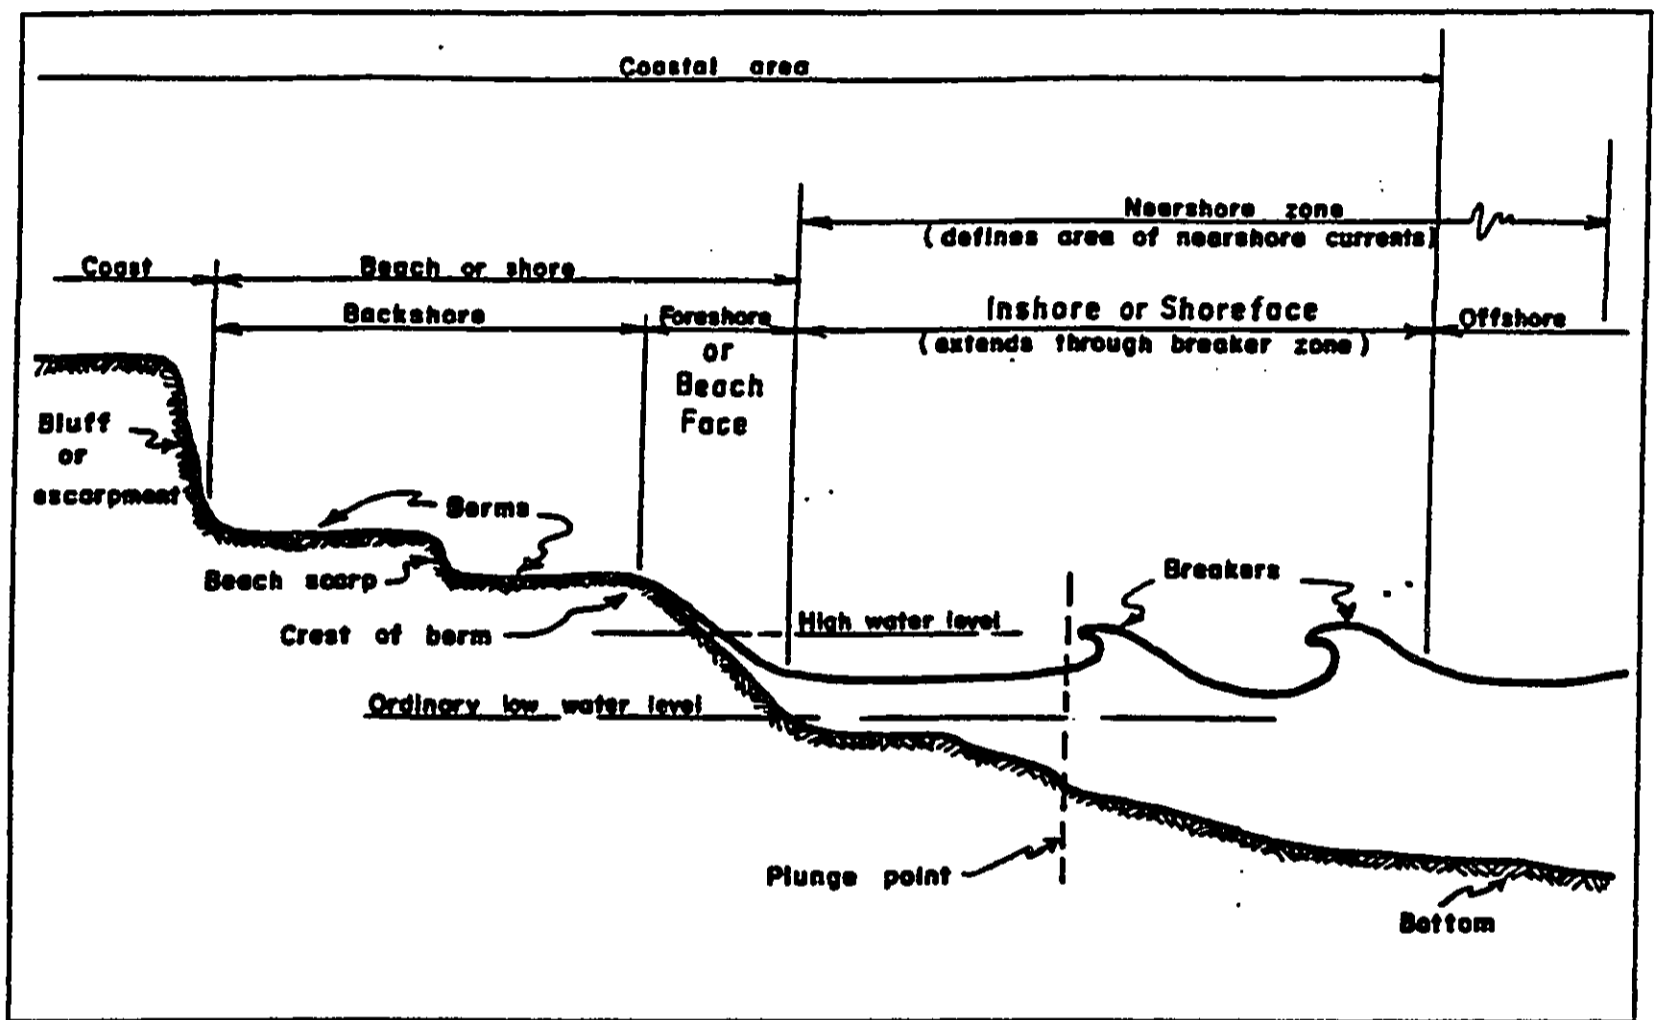 Coastal area
Nearshore zone
(defines area of nearshore currents)
Coast
Beach or shore
Backshore
Foreshore
or
Beach
Face
Inshore or Shoreface
(extends through breaker zone)
Offshore
Bluff
or
escarpment
Berms
Beach scarp
Crest of berm
High water level
Breakers
Ordinary low water level
Plunge point
Bottom